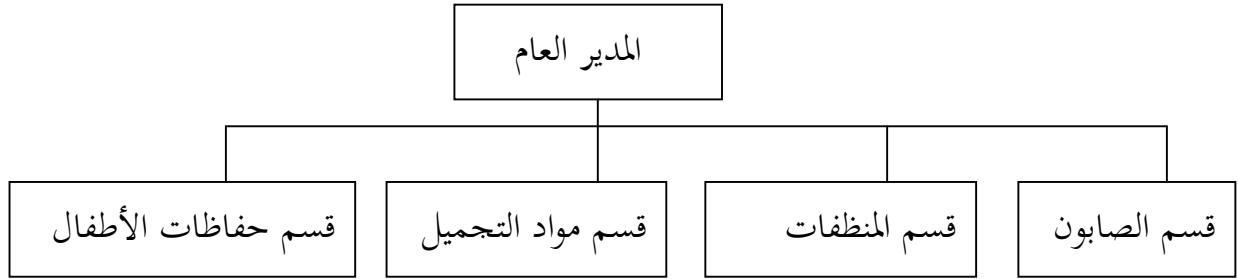 المدير العام
قسم الصابون
قسم المنظفات
قسم مواد التجميل
قسم حفاظات الأطفال